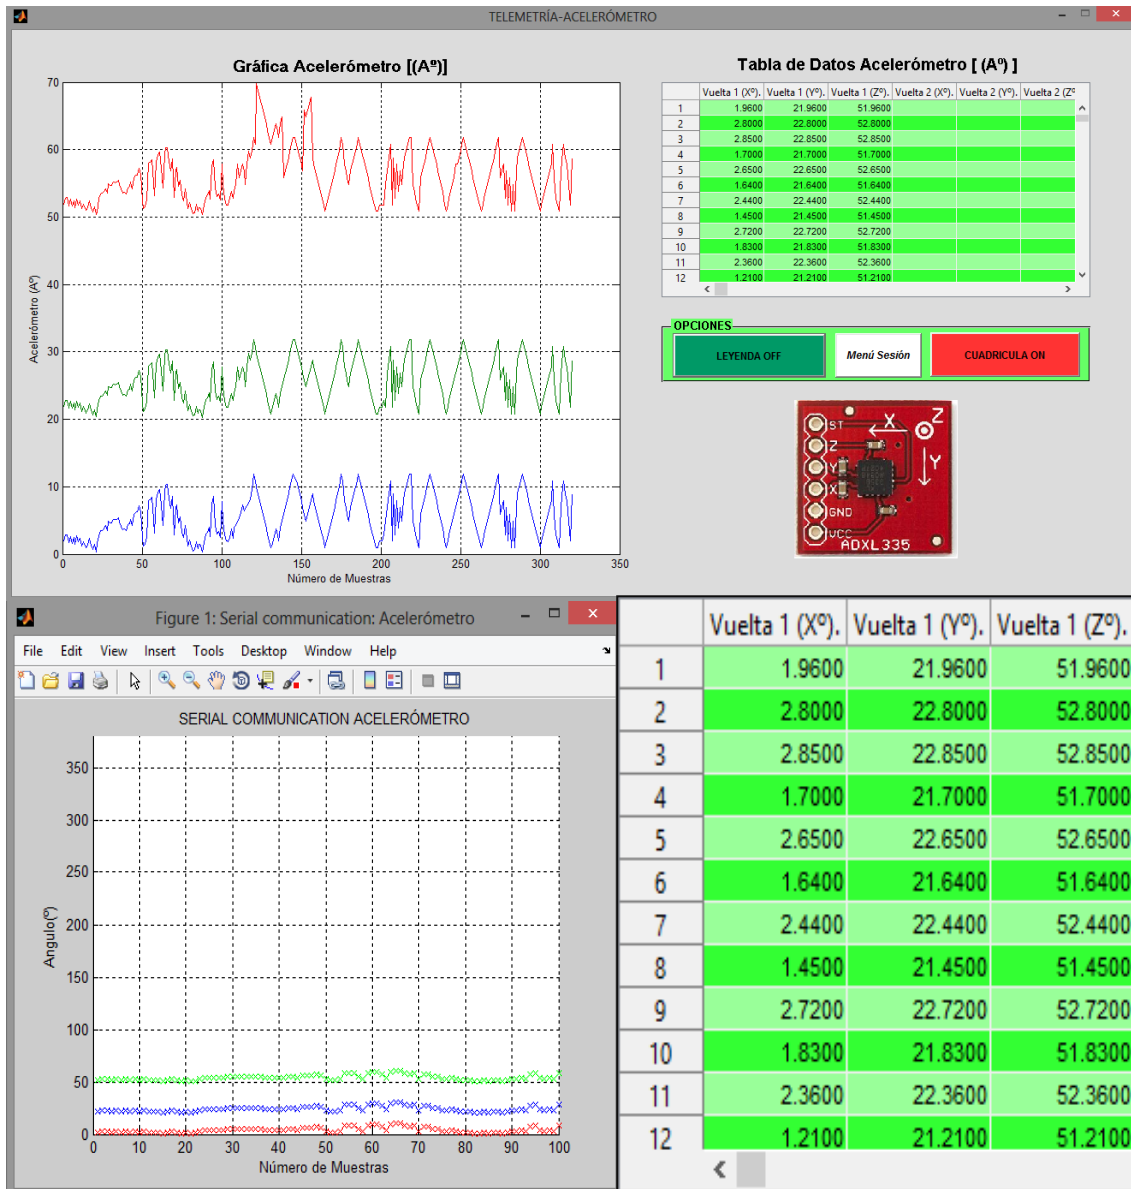 TELEMETRÍA-ACELERÓMETRO
Gráfica Acelerómetro [(Aº)]
70
60
50
40
30
20
10
0
Acelerómetro (Aº)
0 50 100 150 200 250 300 350
Número de Muestras
Tabla de Datos Acelerómetro [ (Aº) ]
Vuelta 1 (Xº). Vuelta 1 (Yº). Vuelta 1 (Zº). Vuelta 2 (Xº). Vuelta 2 (Yº). Vuelta 2 (Zº
1 1.9600 21.9600 51.9600
2 2.8000 22.8000 52.8000
3 2.8500 22.8500 52.8500
4 1.7000 21.7000 51.7000
5 2.6500 22.6500 52.6500
6 1.6400 21.6400 51.6400
7 2.4400 22.4400 52.4400
8 1.4500 21.4500 51.4500
9 2.7200 22.7200 52.7200
10 1.8300 21.8300 51.8300
11 2.3600 22.3600 52.3600
12 1.2100 21.2100 51.2100
OPCIONES
LEYENDA OFF Menú Sesión CUADRICULA ON
ST X Z
Z
Y Y
X
GND
VCC
ADXL335
Figure 1: Serial communication: Acelerómetro
File Edit View Insert Tools Desktop Window Help
SERIAL COMMUNICATION ACELERÓMETRO
350
300
250
200
150
100
50
0
Angulo(º)
0 10 20 30 40 50 60 70 80 90 100
Número de Muestras
Vuelta 1 (Xº). Vuelta 1 (Yº). Vuelta 1 (Zº).
1 1.9600 21.9600 51.9600
2 2.8000 22.8000 52.8000
3 2.8500 22.8500 52.8500
4 1.7000 21.7000 51.7000
5 2.6500 22.6500 52.6500
6 1.6400 21.6400 51.6400
7 2.4400 22.4400 52.4400
8 1.4500 21.4500 51.4500
9 2.7200 22.7200 52.7200
10 1.8300 21.8300 51.8300
11 2.3600 22.3600 52.3600
12 1.2100 21.2100 51.2100